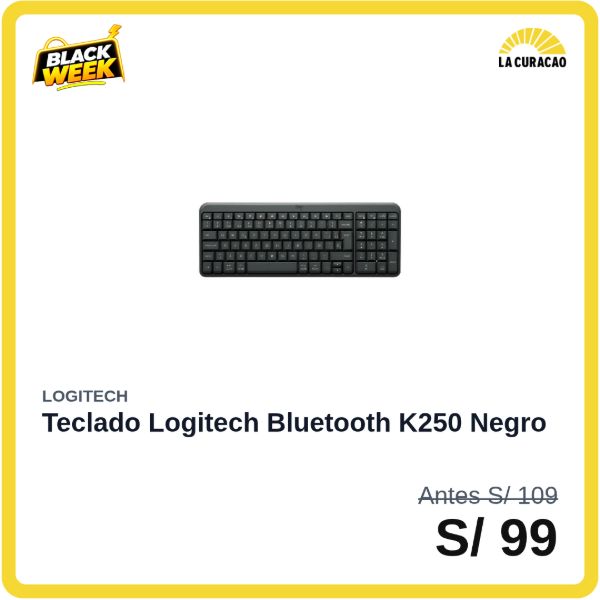 BLACK
WEEK
LA CURACAO
LOGITECH
Teclado Logitech Bluetooth K250 Negro
Antes S/ 109
S/ 99